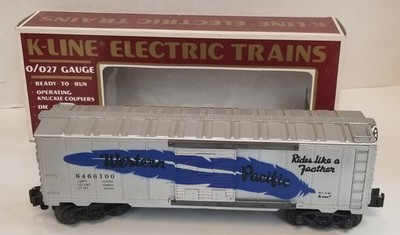 K-LINE® ELECTRIC TRAINS
O/027 GAUGE
- READY TO RUN
- OPERATING
KNUCKLE COUPLERS
- DIE
Western
Pacific
Rides like a
Feather
6466100